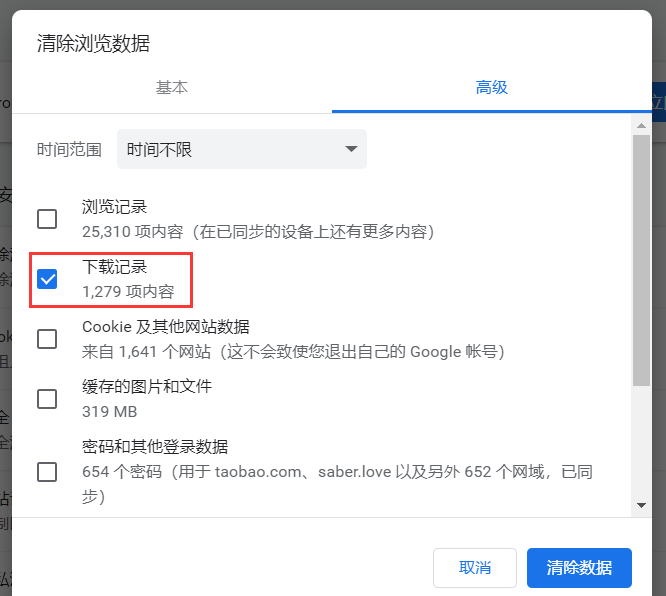 清除浏览数据
基本
高级
时间范围
时间不限
浏览记录
25,310 项内容（在已同步的设备上还有更多内容）
下载记录
1,279 项内容
Cookie 及其他网站数据
来自 1,641 个网站（这不会致使您退出自己的 Google 帐号）
缓存的图片和文件
319 MB
密码和其他登录数据
654 个密码（用于 taobao.com、saber.love 以及另外 652 个网域，已同
步）
取消
清除数据